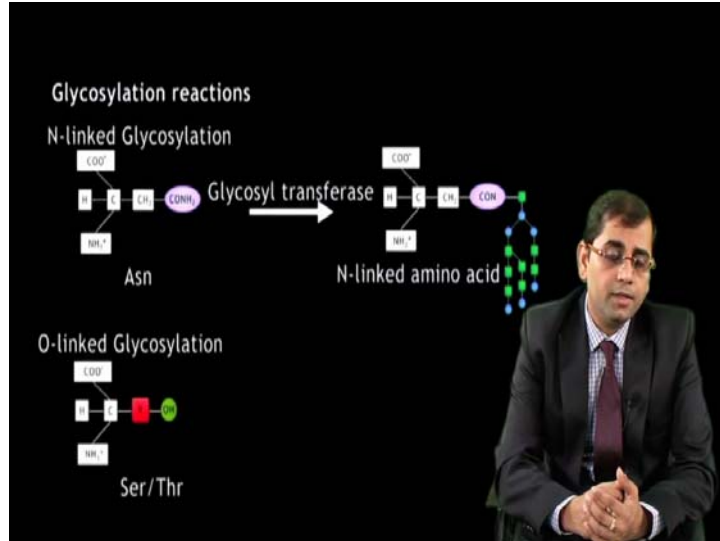 Glycosylation reactions
N-linked Glycosylation
COO⁻
H C CH₂ CONH₂
NH₃⁺
Asn
Glycosyl transferase
COO⁻
H C CH₂ CON
NH₃⁺
N-linked amino acid
O-linked Glycosylation
COO⁻
H C OH
NH₃⁺
Ser/Thr